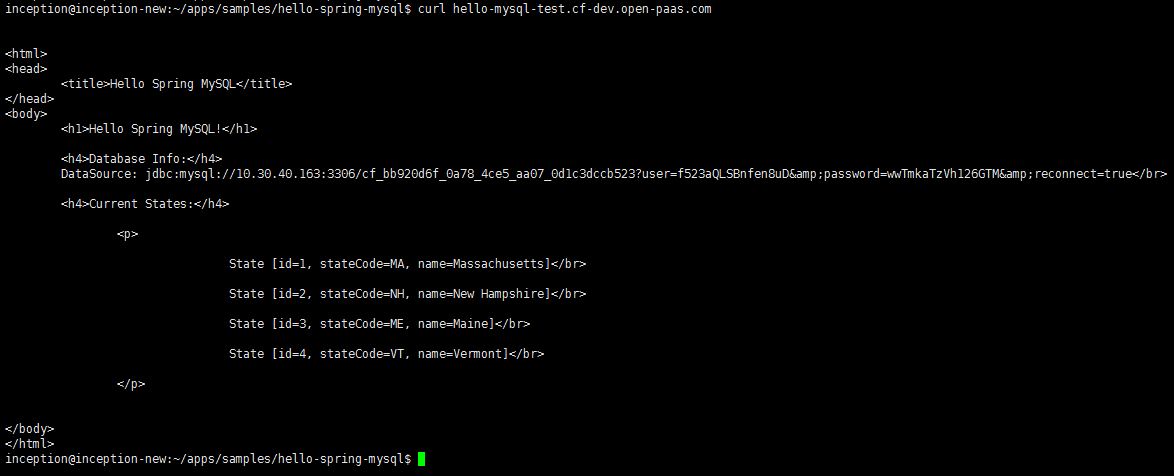 inception@inception-new:~/apps/samples/hello-spring-mysql$ curl hello-mysql-test.cf-dev.open-paas.com
<html>
<head>
<title>Hello Spring MySQL</title>
</head>
<body>
<h1>Hello Spring MySQL!</h1>
<h4>Database Info:</h4>
DataSource: jdbc:mysql://10.30.40.163:3306/cf_bb920d6f_0a78_4ce5_aa07_0d1c3dccb523?user=f523aQLSBnfen8uD&amp;password=wwTmkaTzVh126GTM&amp;reconnect=true</br>
<h4>Current States:</h4>
<p>
State [id=1, stateCode=MA, name=Massachusetts]</br>
State [id=2, stateCode=NH, name=New Hampshire]</br>
State [id=3, stateCode=ME, name=Maine]</br>
State [id=4, stateCode=VT, name=Vermont]</br>
</p>
</body>
</html>
inception@inception-new:~/apps/samples/hello-spring-mysql$